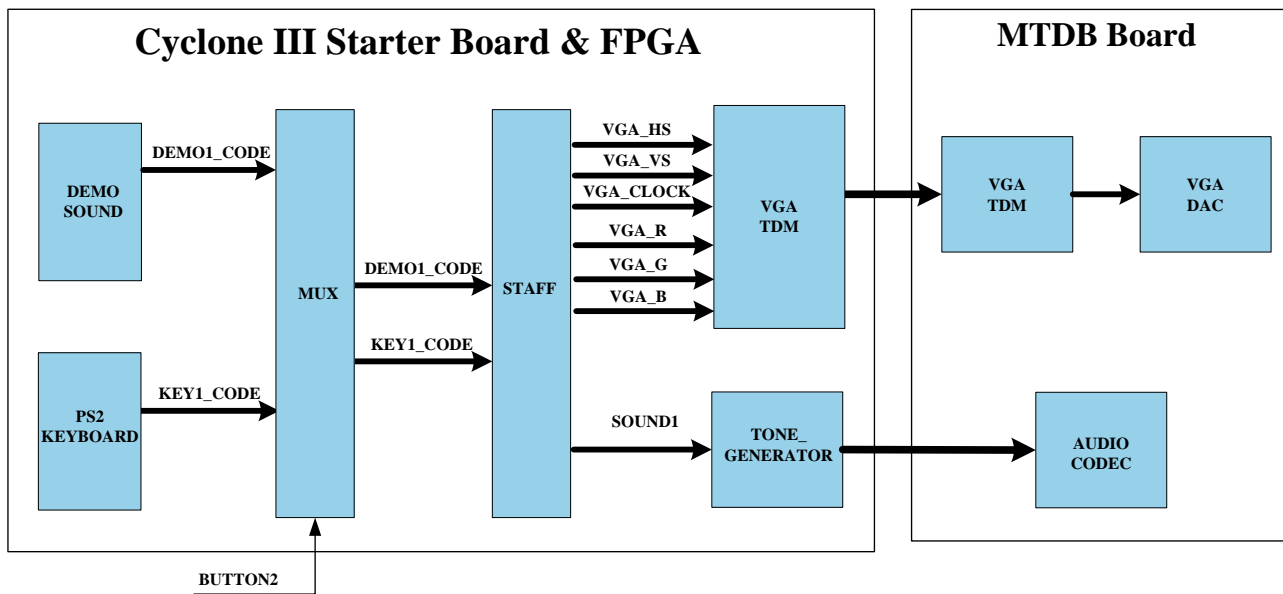 Cyclone III Starter Board & FPGA
MTDB Board
DEMO
SOUND
DEMO1_CODE
PS2
KEYBOARD
KEY1_CODE
MUX
BUTTON2
DEMO1_CODE
KEY1_CODE
STAFF
VGA_HS
VGA_VS
VGA_CLOCK
VGA_R
VGA_G
VGA_B
SOUND1
VGA
TDM
TONE_
GENERATOR
VGA
TDM
VGA
DAC
AUDIO
CODEC